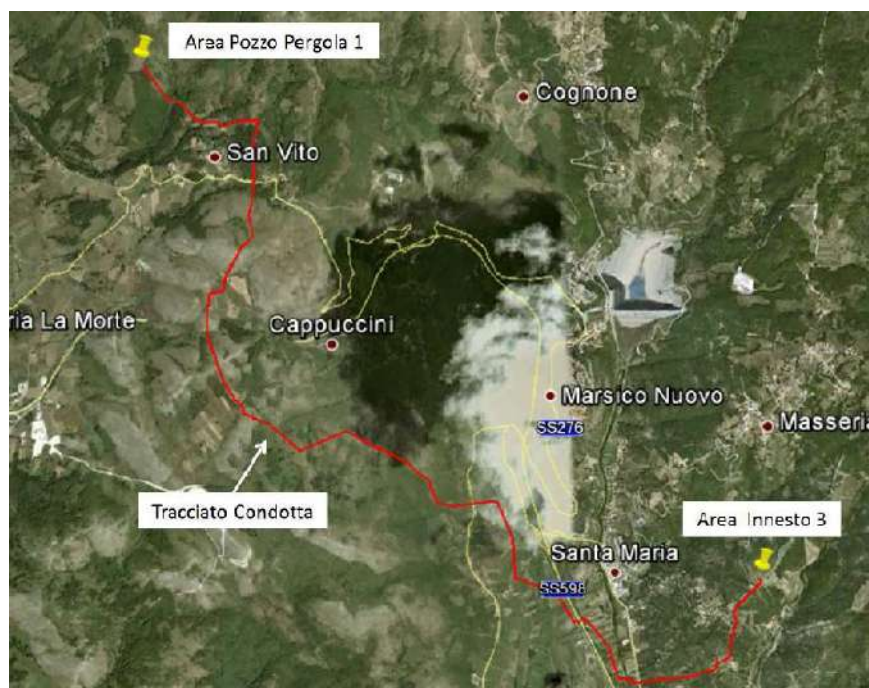 Area Pozzo Pergola 1
Cognone
San Vito
ria La Morte
Cappuccini
Marsico Nuovo
SS276
Masseria
Tracciato Condotta
Area Innesto 3
Santa Maria
SS598